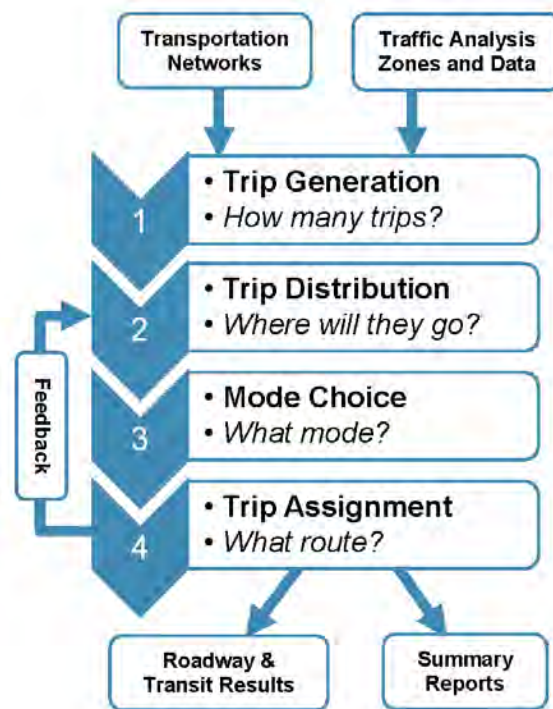 Transportation
Networks
Traffic Analysis
Zones and Data
1
• Trip Generation
• How many trips?
2
• Trip Distribution
• Where will they go?
Feedback
3
• Mode Choice
• What mode?
4
• Trip Assignment
• What route?
Roadway &
Transit Results
Summary
Reports